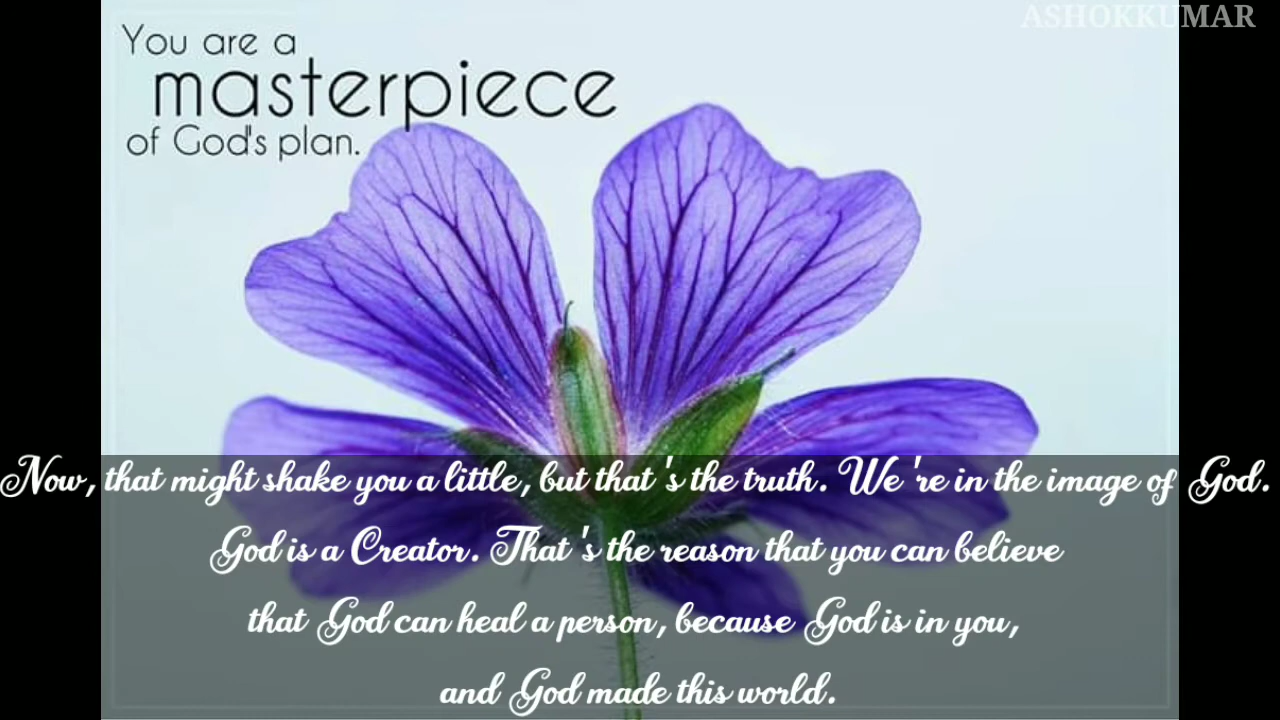 ASHOKKUMAR
You are a
masterpiece
of God's plan.
Now, that might shake you a little, but that 's the truth. We 're in the image of God.
God is a Creator. That 's the reason that you can believe
that God can heal a person, because God is in you,
and God made this world.